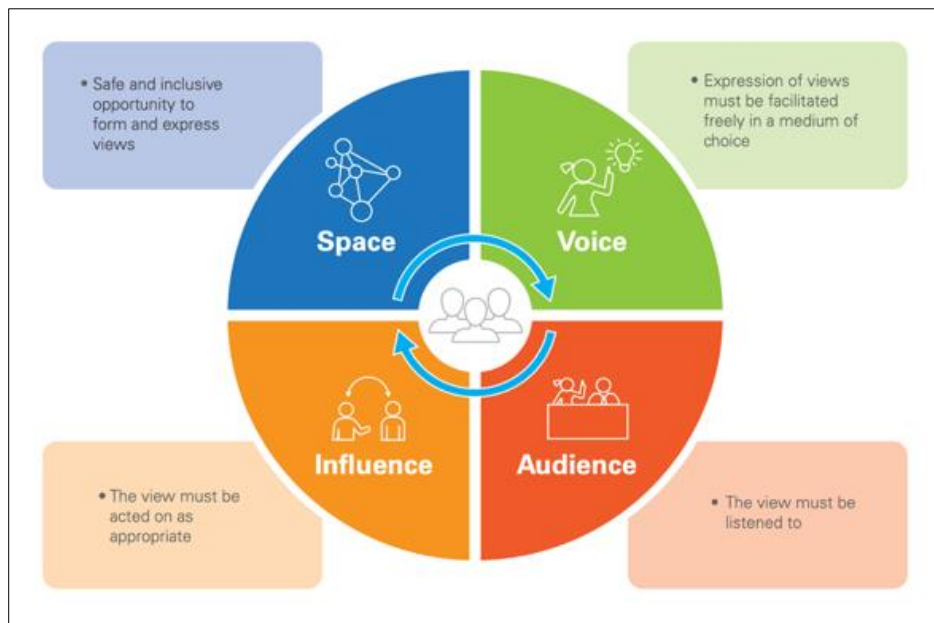 • Safe and inclusive
opportunity to
form and express
views
• Expression of views
must be facilitated
freely in a medium of
choice
Space
Voice
Influence
Audience
• The view must be
acted on as
appropriate
• The view must be
listened to